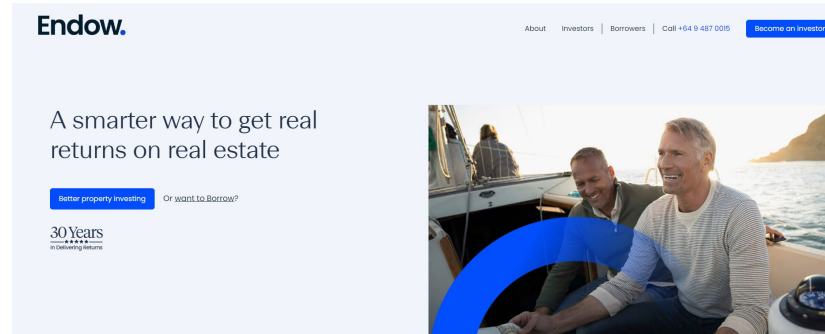 Endow.
About Investors | Borrowers | Call +64 9 487 0015 Become an investor
A smarter way to get real
returns on real estate
Better property investing Or want to Borrow?
30 Years
in Delivering Returns